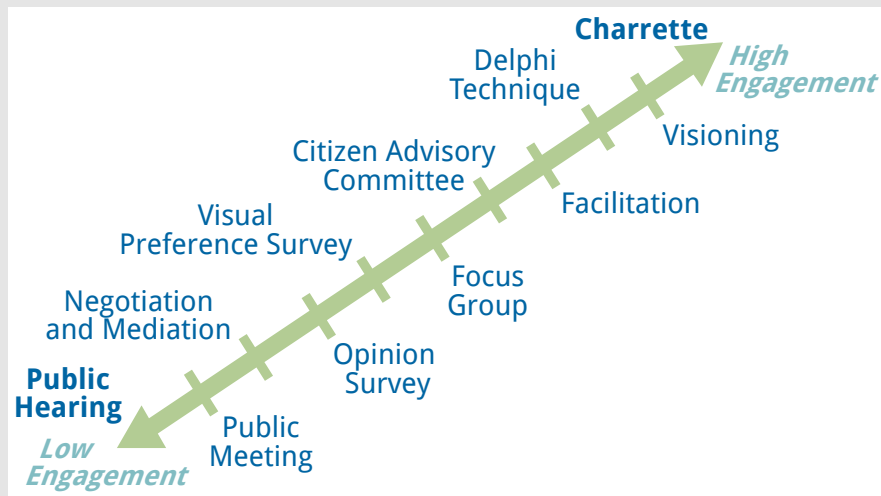 Charrette
High
Engagement
Delphi
Technique
Visioning
Citizen Advisory
Committee
Facilitation
Visual
Preference Survey
Focus
Group
Negotiation
and Mediation
Opinion
Survey
Public
Hearing
Public
Meeting
Low
Engagement